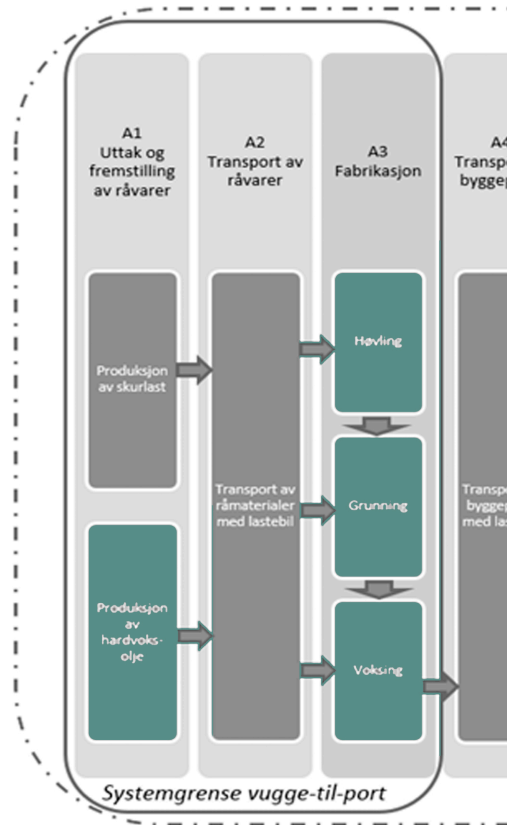 A1
Uttak og
fremstilling
av råvarer
A2
Transport av
råvarer
A3
Fabrikasjon
A4
Produksjon
av skurlast
Produksjon
av
hardvoks-
olje
Transport av
råmaterialer
med lastebil
Høvling
Grunning
Voksing
Systemgrense vugge-til-port